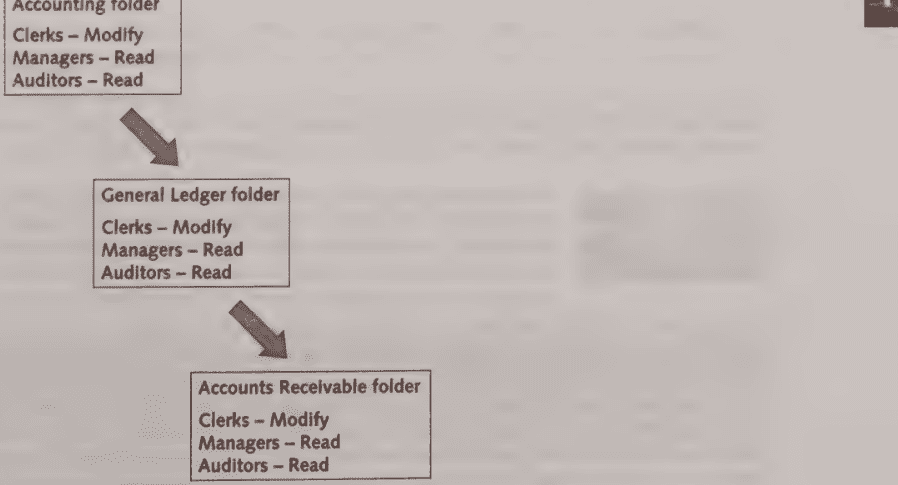 Accounting folder
Clerks – Modify
Managers – Read
Auditors – Read
General Ledger folder
Clerks – Modify
Managers – Read
Auditors – Read
Accounts Receivable folder
Clerks – Modify
Managers – Read
Auditors – Read